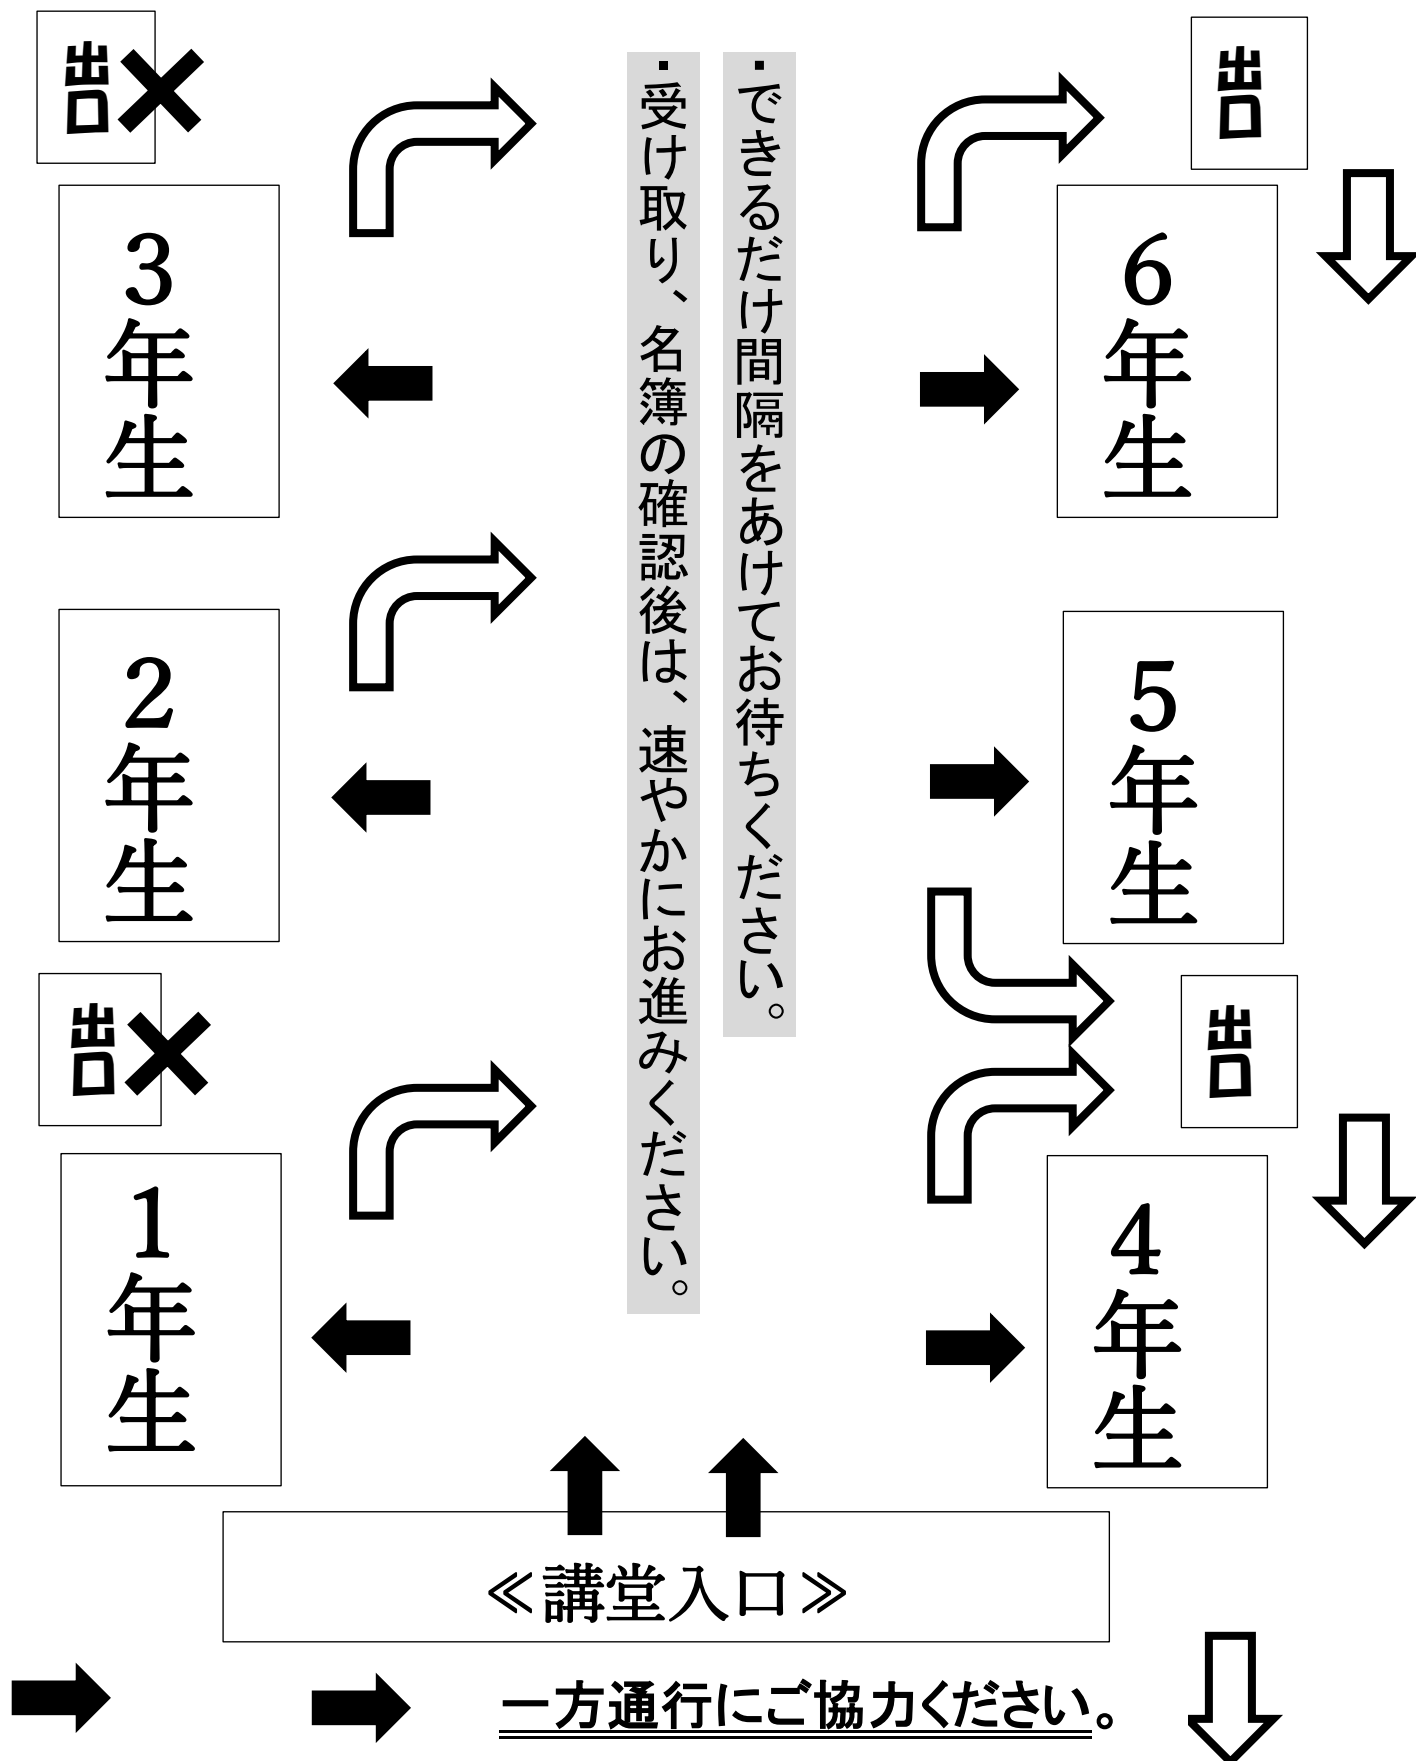 出口
出口
・できるだけ間隔をあけてお待ちください。
・受け取り、名簿の確認後は、速やかにお進みください。
3年生
6年生
2年生
5年生
出口
出口
1年生
4年生
≪講堂入口≫
一方通行にご協力ください。